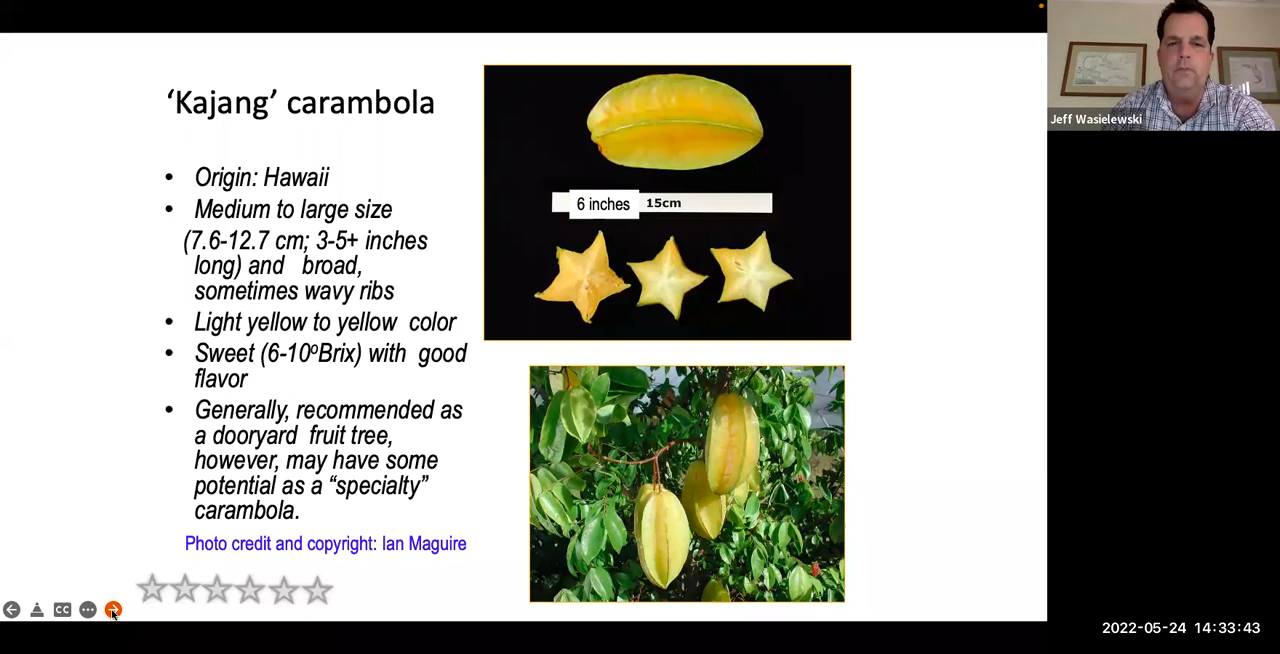 ‘Kajang’ carambola
• Origin: Hawaii
• Medium to large size
(7.6-12.7 cm; 3-5+ inches
long) and broad,
sometimes wavy ribs
• Light yellow to yellow color
• Sweet (6-10ºBrix) with good
flavor
• Generally, recommended as
a dooryard fruit tree,
however, may have some
potential as a “specialty”
carambola.
Photo credit and copyright: Ian Maguire
6 inches 15cm
CC
Jeff Wasielewski
2022-05-24 14:33:43